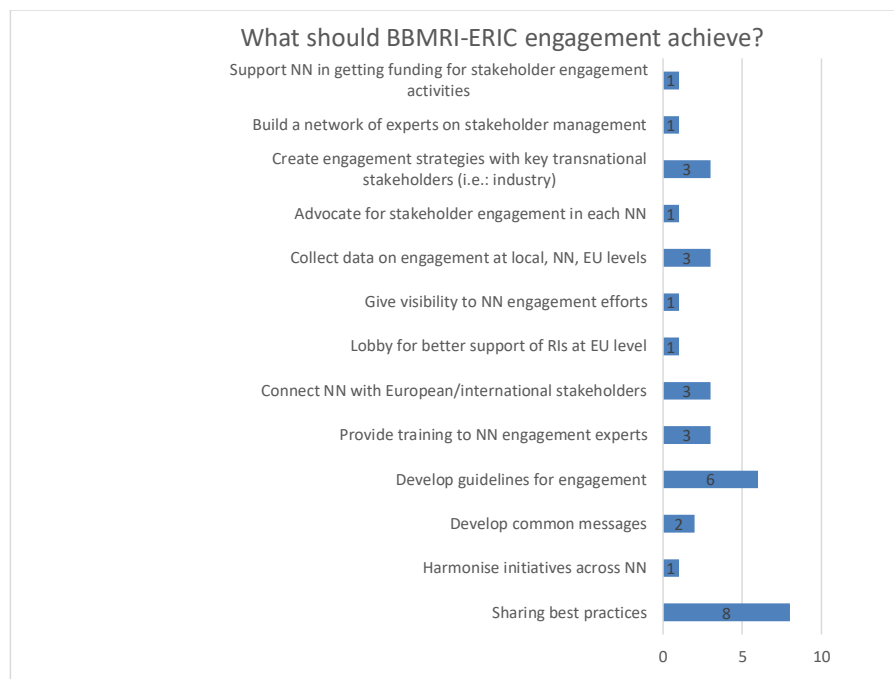 What should BBMRI-ERIC engagement achieve?
Support NN in getting funding for stakeholder engagement
activities
1
Build a network of experts on stakeholder management
1
Create engagement strategies with key transnational
stakeholders (i.e.: industry)
3
Advocate for stakeholder engagement in each NN
1
Collect data on engagement at local, NN, EU levels
3
Give visibility to NN engagement efforts
1
Lobby for better support of RIs at EU level
1
Connect NN with European/international stakeholders
3
Provide training to NN engagement experts
3
Develop guidelines for engagement
6
Develop common messages
2
Harmonise initiatives across NN
1
Sharing best practices
8
0 5 10